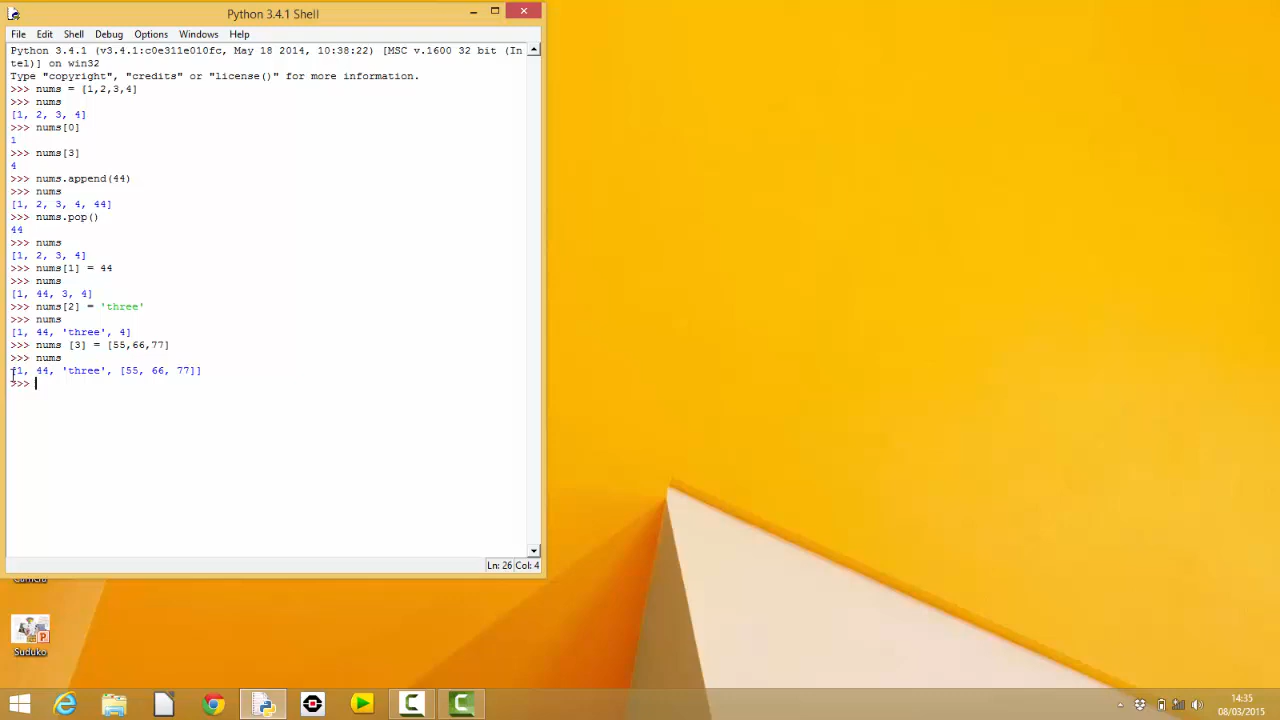 Python 3.4.1 Shell
File Edit Shell Debug Options Windows Help
Python 3.4.1 (v3.4.1:c0e311e010fc, May 18 2014, 10:38:22) [MSC v.1600 32 bit (In
tel)] on win32
Type "copyright", "credits" or "license()" for more information.
>>> nums = [1,2,3,4]
>>> nums
[1, 2, 3, 4]
>>> nums[0]
1
>>> nums[3]
4
>>> nums.append(44)
>>> nums
[1, 2, 3, 4, 44]
>>> nums.pop()
44
>>> nums
[1, 2, 3, 4]
>>> nums[1] = 44
>>> nums
[1, 44, 3, 4]
>>> nums[2] = 'three'
>>> nums
[1, 44, 'three', 4]
>>> nums [3] = [55,66,77]
>>> nums
[1, 44, 'three', [55, 66, 77]]
>>>
Ln: 26 Col: 4
Suduko
14:35
08/03/2015